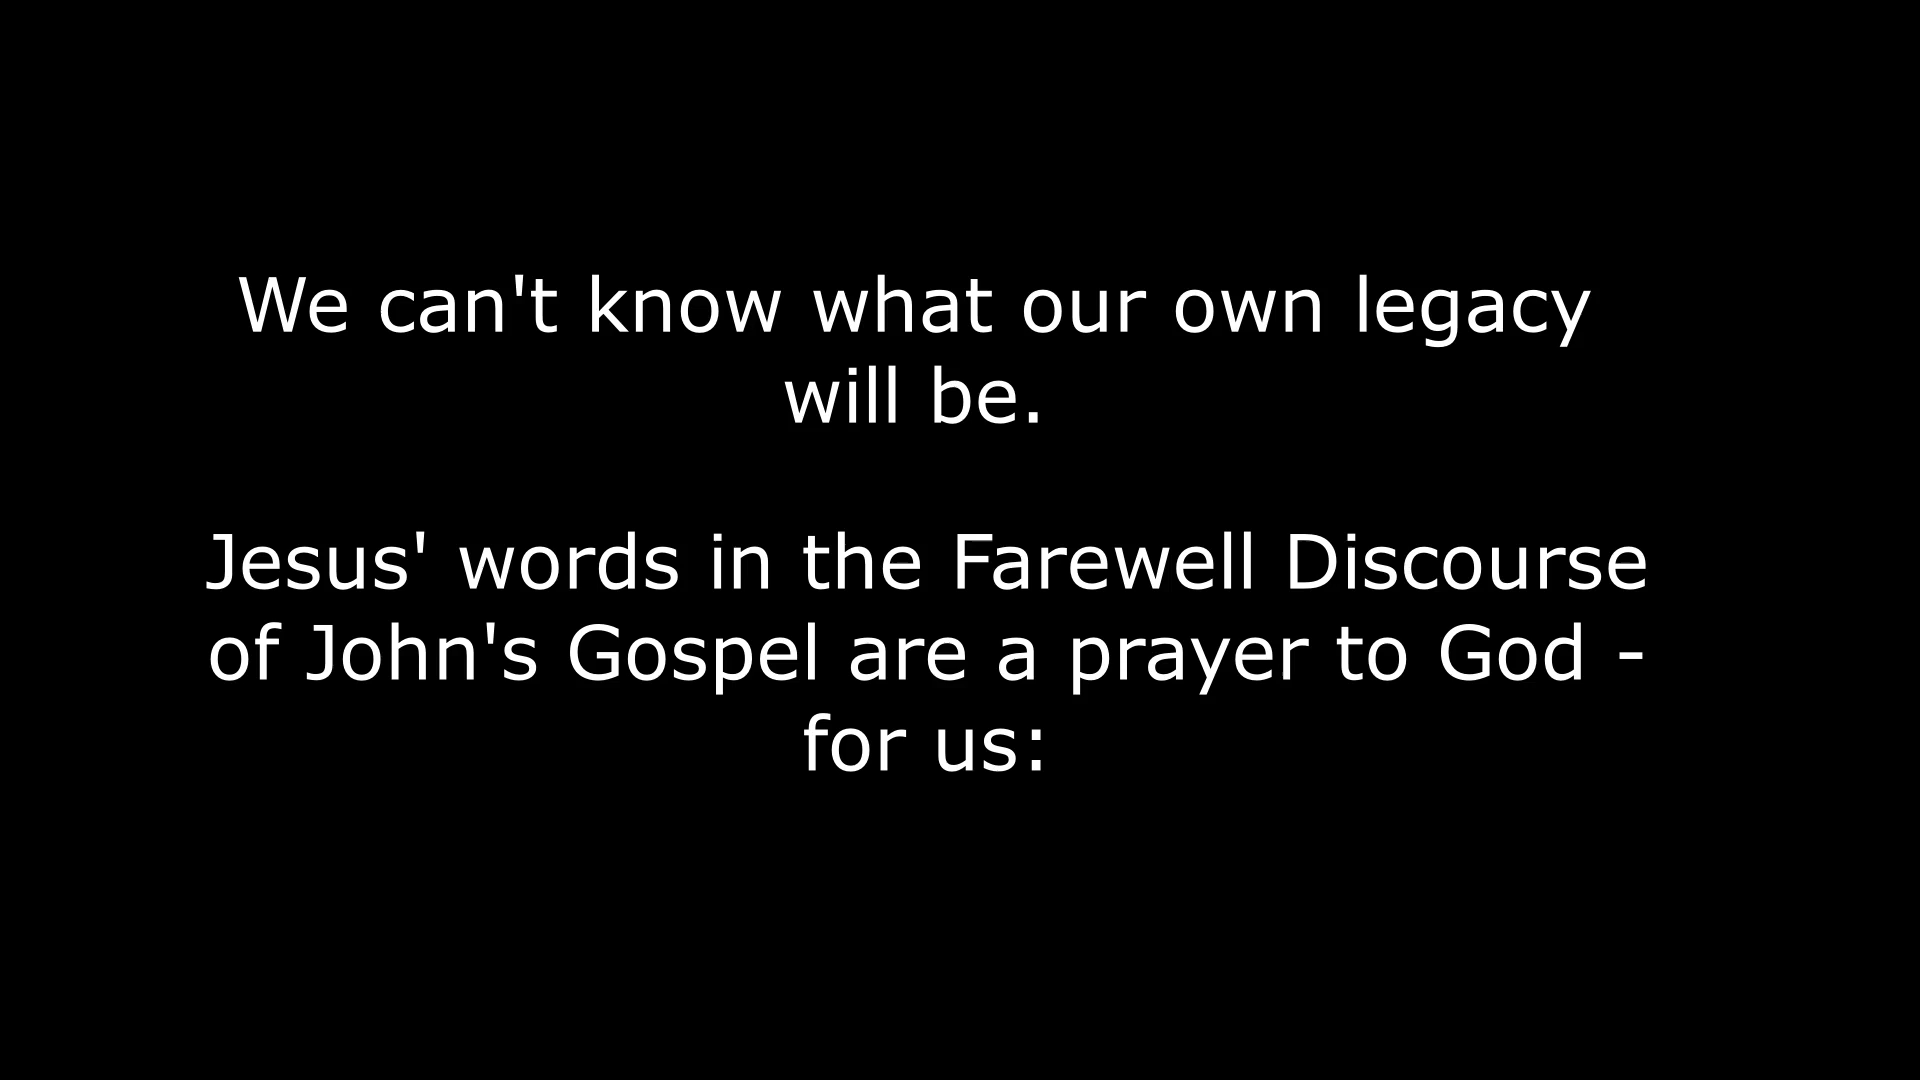 We can't know what our own legacy
will be.
Jesus' words in the Farewell Discourse
of John's Gospel are a prayer to God -
for us: